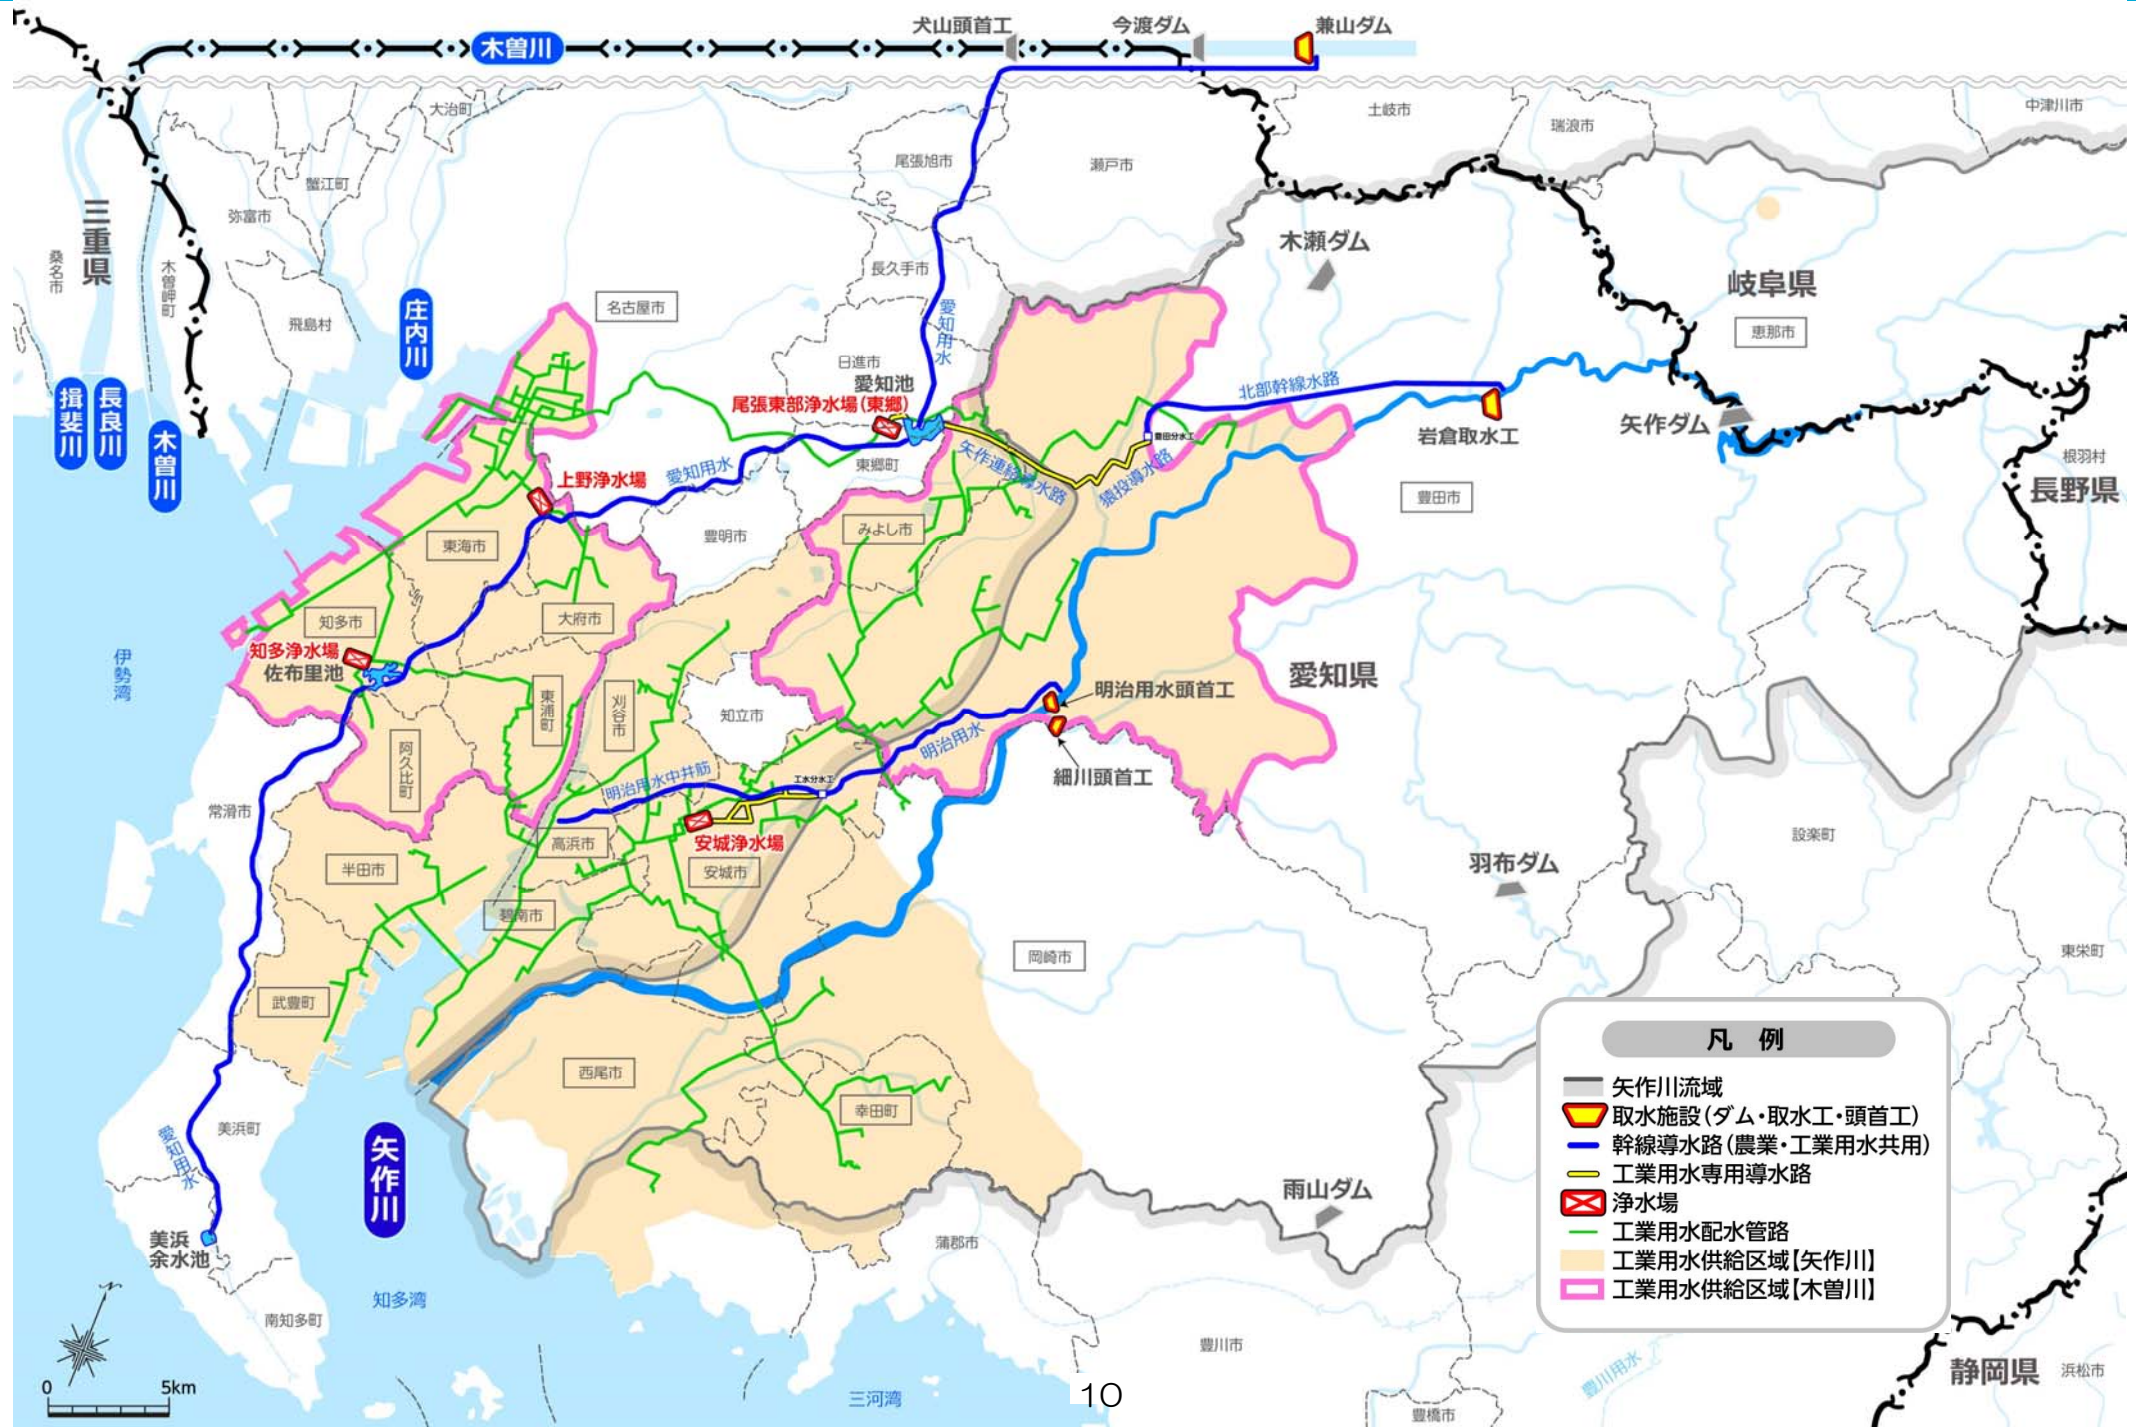 犬山頭首工
今渡ダム
兼山ダム
木曽川
大治町
土岐市
瑞浪市
中津川市
尾張旭市
瀬戸市
蟹江町
弥富市
三重県
桑名市
木曽岬町
飛島村
長久手市
木瀬ダム
岐阜県
恵那市
庄内川
名古屋市
愛知用水
日進市
愛知池
尾張東部浄水場(東郷)
北部幹線水路
揖斐川
長良川
木曽川
岩倉取水工
矢作ダム
豊田分水工
東郷町
矢作連絡導水路
猿投導水路
愛知用水
上野浄水場
根羽村
長野県
豊田市
みよし市
豊明市
東海市
大府市
知多市
知多浄水場
佐布里池
伊勢湾
東浦町
刈谷市
知立市
愛知県
明治用水頭首工
明治用水
細川頭首工
阿久比町
明治用水中井筋
工水分水工
常滑市
高浜市
安城浄水場
安城市
半田市
碧南市
羽布ダム
設楽町
東栄町
岡崎市
武豊町
西尾市
幸田町
美浜町
愛知用水
矢作川
雨山ダム
美浜
余水池
蒲郡市
知多湾
南知多町
豊川市
豊川用水
静岡県
浜松市
三河湾
豊橋市
凡 例
矢作川流域
取水施設(ダム・取水工・頭首工)
幹線導水路(農業・工業用水共用)
工業用水専用導水路
浄水場
工業用水配水管路
工業用水供給区域【矢作川】
工業用水供給区域【木曽川】
0 5km
10